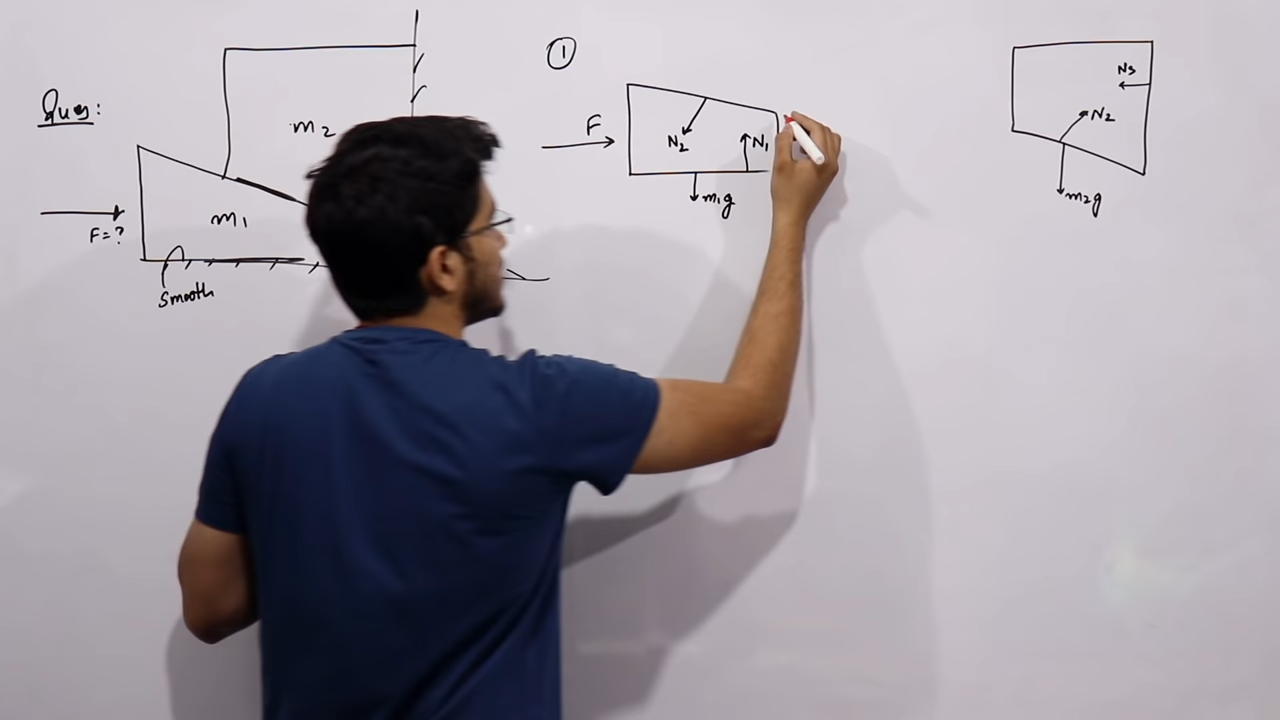 Ques:
m₂
m₁
F=?
Smooth
①
F
N₂
N₁
m₁g
N₃
N₂
m₂g